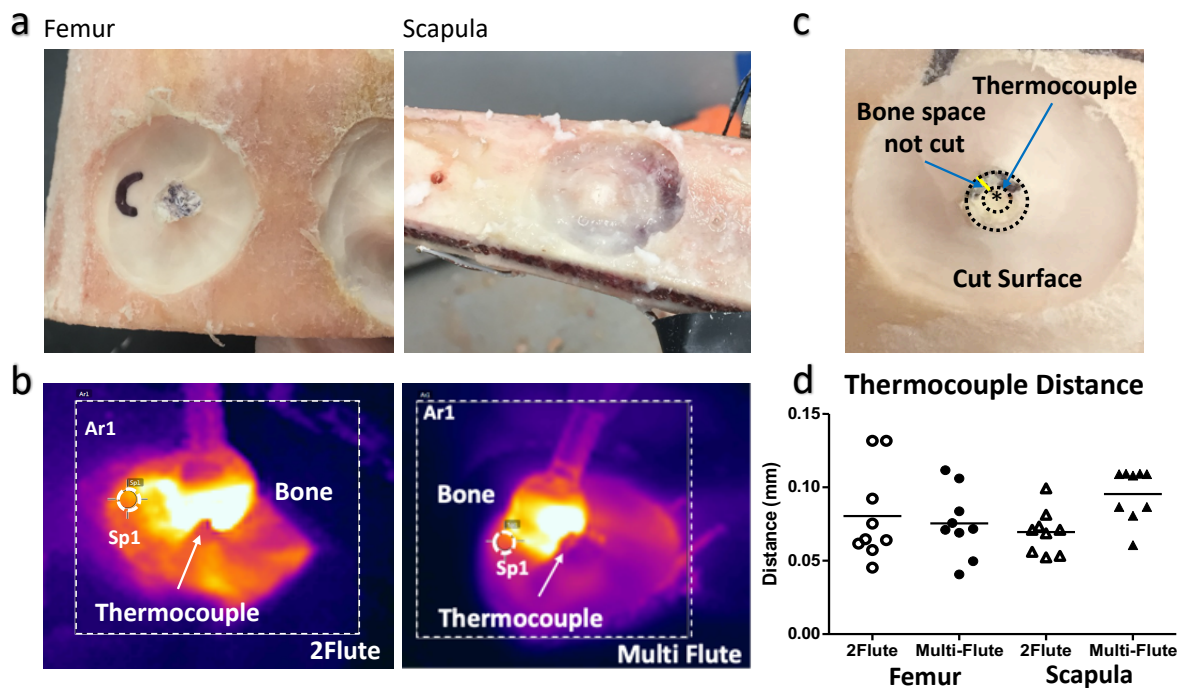 a
Femur
Scapula
c
Thermocouple
Bone space
not cut
*
Cut Surface
b
Ar1
Ar1
Bone
Sp1
Sp1
Thermocouple
2Flute
Ar1
Ar1
Bone
Sp1
Thermocouple
Multi Flute
d
Thermocouple Distance
Distance (mm)
0.15
0.10
0.05
0.00
2Flute Multi-Flute 2Flute Multi-Flute
Femur Scapula